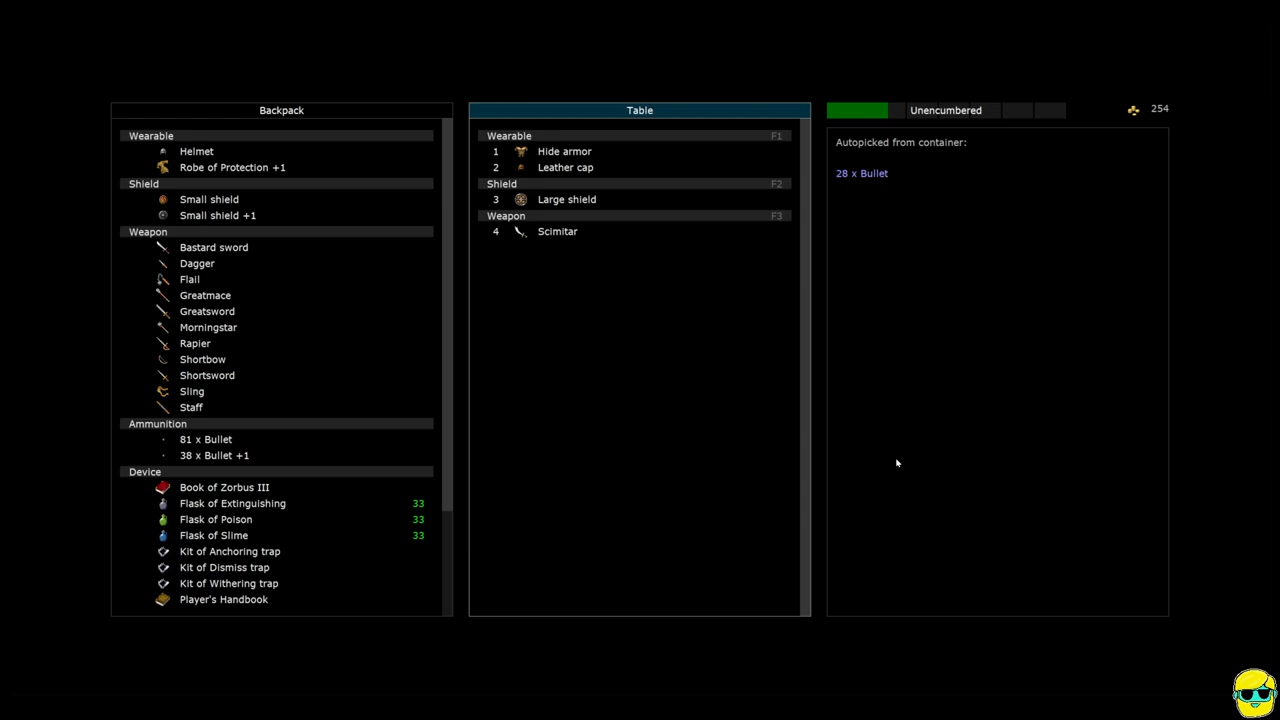 Backpack
Wearable
Helmet
Robe of Protection +1
Shield
Small shield
Small shield +1
Weapon
Bastard sword
Dagger
Flail
Greatmace
Greatsword
Morningstar
Rapier
Shortbow
Shortsword
Sling
Staff
Ammunition
81 x Bullet
38 x Bullet +1
Device
Book of Zorbus III
Flask of Extinguishing 33
Flask of Poison 33
Flask of Slime 33
Kit of Anchoring trap
Kit of Dismiss trap
Kit of Withering trap
Player's Handbook
Table
Wearable F1
1 Hide armor
2 Leather cap
Shield F2
3 Large shield
Weapon F3
4 Scimitar
Unencumbered 254
Autopicked from container:
28 x Bullet